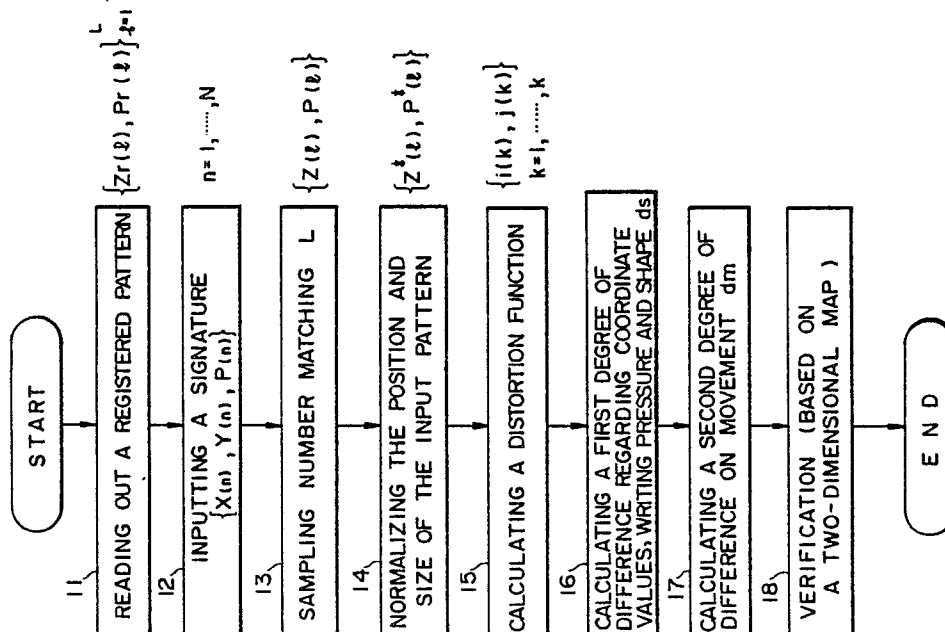 START
11
READING OUT A REGISTERED PATTERN
{Zr(ℓ), Pr(ℓ)}
L
ℓ=1
12
INPUTTING A SIGNATURE
{X(n), Y(n), P(n)}
n=1, ......, N
13
SAMPLING NUMBER MATCHING L
{Z(ℓ), P(ℓ)}
14
NORMALIZING THE POSITION AND
SIZE OF THE INPUT PATTERN
{Z‡(ℓ), P‡(ℓ)}
15
CALCULATING A DISTORTION FUNCTION
{i(k), j(k)}
k=1, ......, k
16
CALCULATING A FIRST DEGREE OF
DIFFERENCE REGARDING COORDINATE
VALUES, WRITING PRESSURE AND SHAPE ds
17
CALCULATING A SECOND DEGREE OF
DIFFERENCE ON MOVEMENT dm
18
VERIFICATION (BASED ON
A TWO-DIMENSIONAL MAP)
END